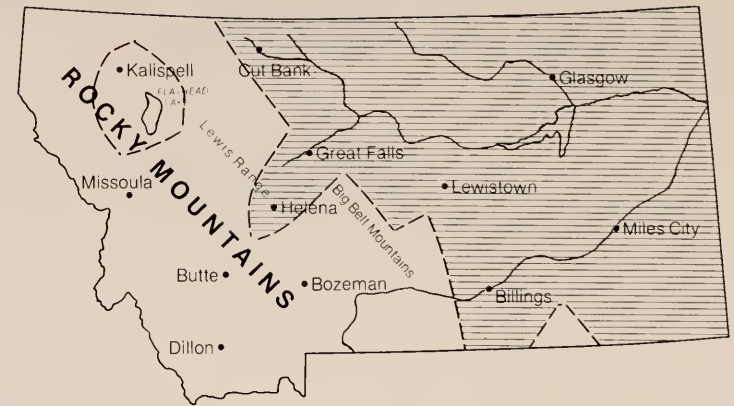 Kalispell
Cut Bank
Glasgow
ROCKY MOUNTAINS
Lewis Range
Great Falls
Missoula
Lewistown
Helena
Big Belt Mountains
Miles City
Butte
Bozeman
Billings
Dillon